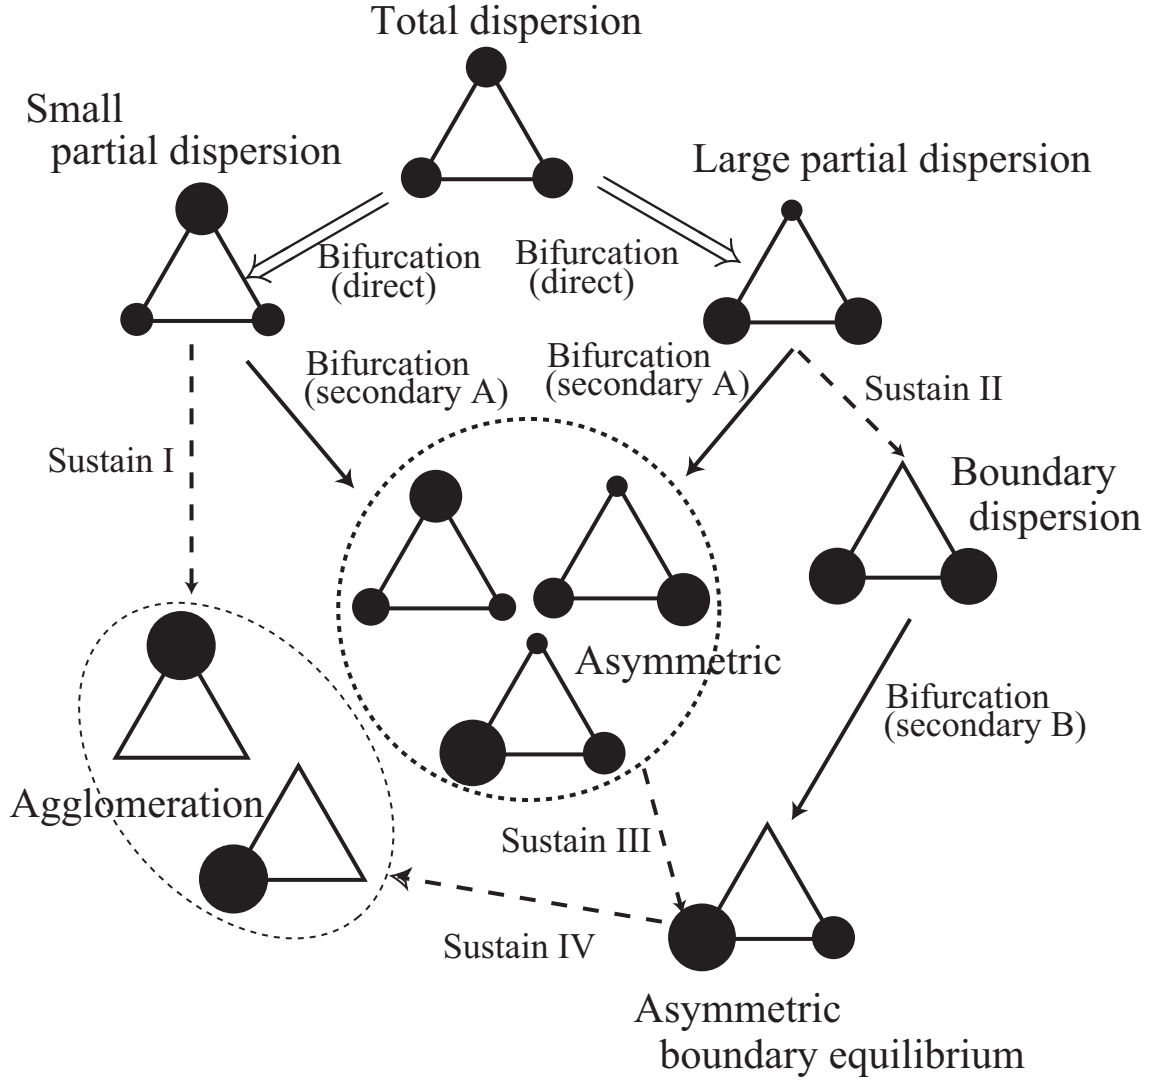 Total dispersion
Small
partial dispersion
Large partial dispersion
Bifurcation
(direct)
Bifurcation
(direct)
Bifurcation
(secondary A)
Bifurcation
(secondary A)
Sustain II
Sustain I
Boundary
dispersion
Asymmetric
Bifurcation
(secondary B)
Agglomeration
Sustain III
Sustain IV
Asymmetric
boundary equilibrium